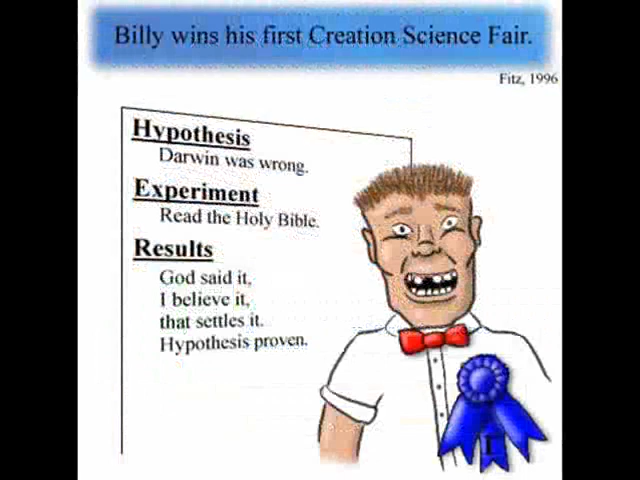 Billy wins his first Creation Science Fair.
Fitz, 1996
Hypothesis
Darwin was wrong.
Experiment
Read the Holy Bible.
Results
God said it,
I believe it,
that settles it.
Hypothesis proven.